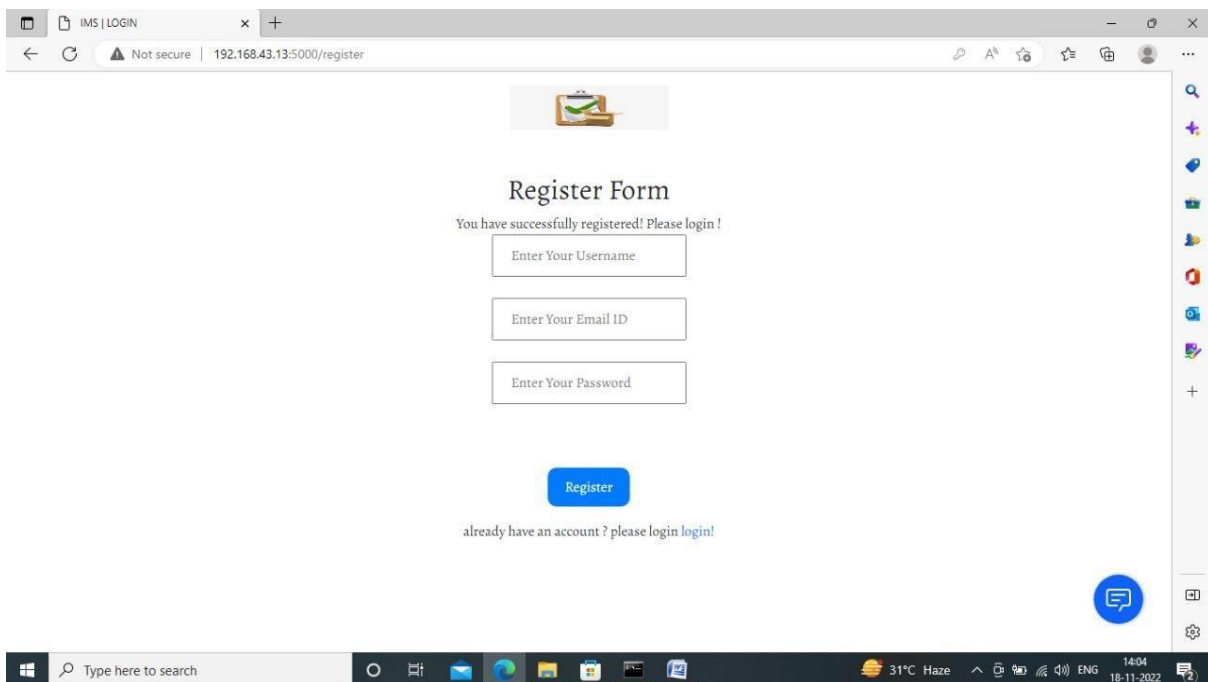 IMS | LOGIN
Not secure | 192.168.43.13:5000/register
Register Form
You have successfully registered! Please login !
Enter Your Username
Enter Your Email ID
Enter Your Password
Register
already have an account ? please login login!
Type here to search
31°C Haze
ENG
14:04
18-11-2022
2